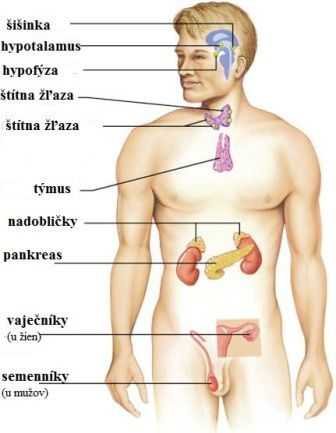 šišinka
hypotalamus
hypofýza
štítna žľaza
štítna žľaza
týmus
nadobličky
pankreas
vaječníky
(u žien)
semenníky
(u mužov)